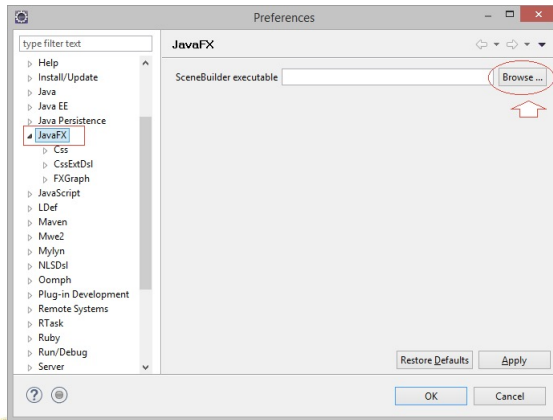 Preferences
type filter text
JavaFX
Help
Install/Update
Java
Java EE
Java Persistence
JavaFX
Css
CssExtDsl
FXGraph
JavaScript
LDef
Maven
Mwe2
Mylyn
NLSDsl
Oomph
Plug-in Development
Remote Systems
RTask
Ruby
Run/Debug
Server
SceneBuilder executable
Browse ...
Restore Defaults
Apply
OK
Cancel